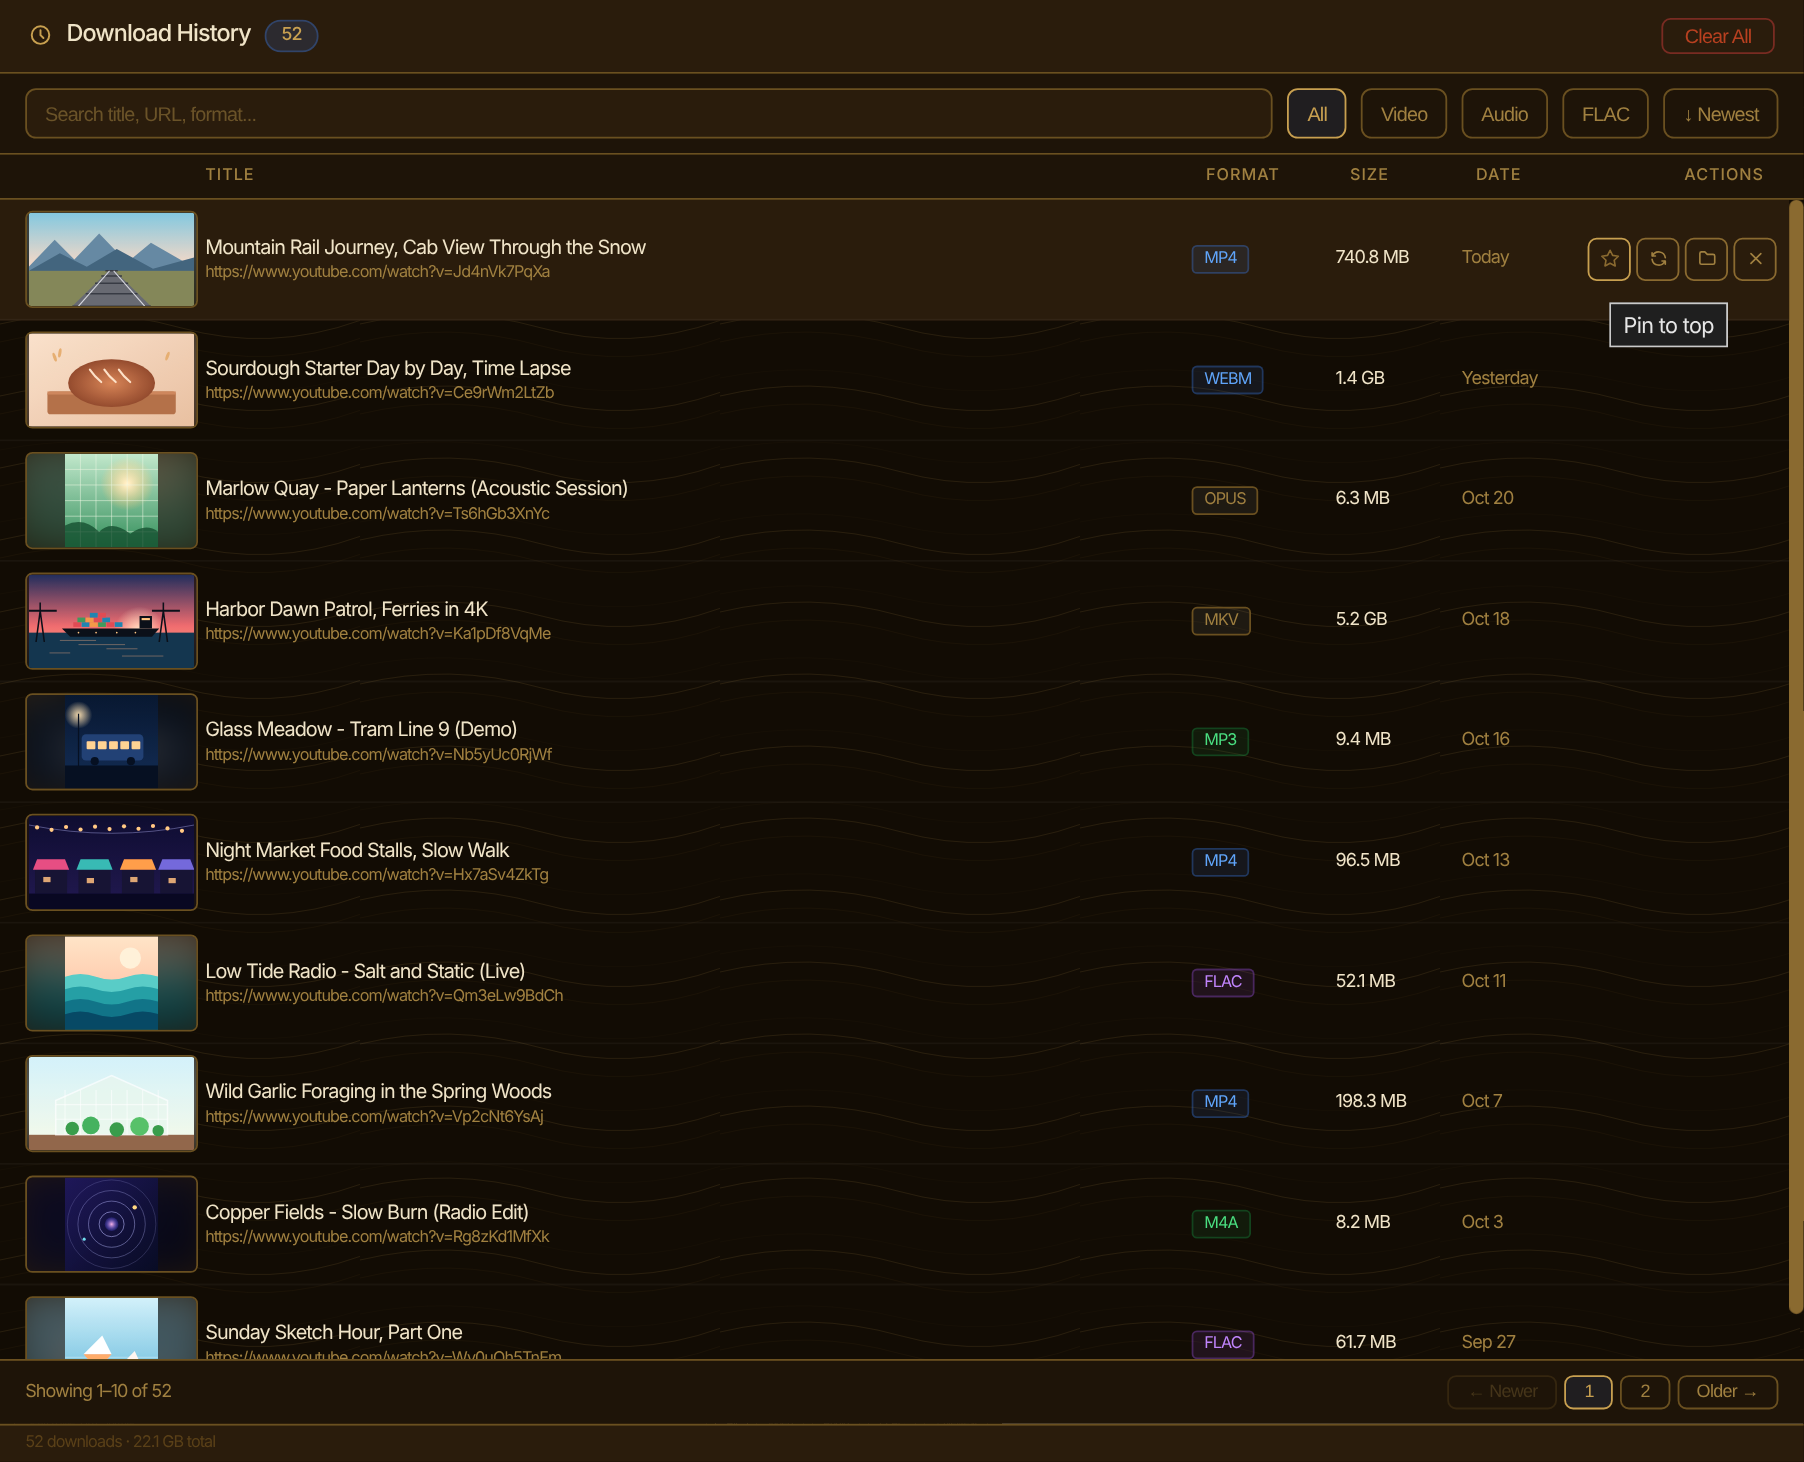 Download History 52
Clear All
Search title, URL, format...
All
Video
Audio
FLAC
↓ Newest
TITLE FORMAT SIZE DATE ACTIONS
Mountain Rail Journey, Cab View Through the Snow
https://www.youtube.com/watch?v=Jd4nVk7PqXa
MP4 740.8 MB Today
Pin to top
Sourdough Starter Day by Day, Time Lapse
https://www.youtube.com/watch?v=Ce9rWm2LtZb
WEBM 1.4 GB Yesterday
Marlow Quay - Paper Lanterns (Acoustic Session)
https://www.youtube.com/watch?v=Ts6hGb3XnYc
OPUS 6.3 MB Oct 20
Harbor Dawn Patrol, Ferries in 4K
https://www.youtube.com/watch?v=Ka1pDf8VqMe
MKV 5.2 GB Oct 18
Glass Meadow - Tram Line 9 (Demo)
https://www.youtube.com/watch?v=Nb5yUc0RjWf
MP3 9.4 MB Oct 16
Night Market Food Stalls, Slow Walk
https://www.youtube.com/watch?v=Hx7aSv4ZkTg
MP4 96.5 MB Oct 13
Low Tide Radio - Salt and Static (Live)
https://www.youtube.com/watch?v=Qm3eLw9BdCh
FLAC 52.1 MB Oct 11
Wild Garlic Foraging in the Spring Woods
https://www.youtube.com/watch?v=Vp2cNt6YsAj
MP4 198.3 MB Oct 7
Copper Fields - Slow Burn (Radio Edit)
https://www.youtube.com/watch?v=Rg8zKd1MfXk
M4A 8.2 MB Oct 3
Sunday Sketch Hour, Part One
FLAC 61.7 MB Sep 27
Showing 1–10 of 52
← Newer
1
2
Older →
52 downloads · 22.1 GB total